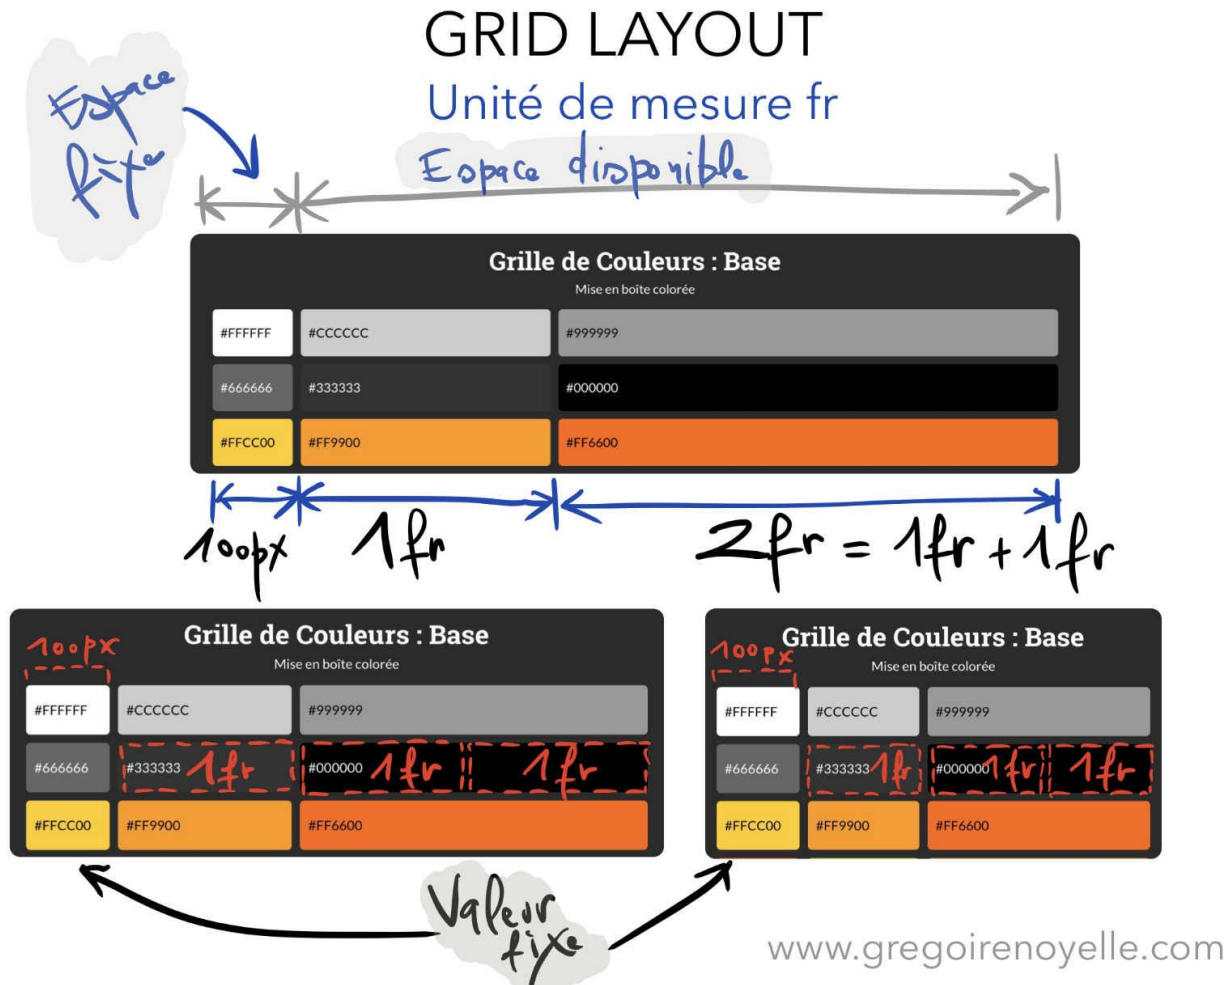 GRID LAYOUT
Unité de mesure fr
Espace
fixe
Espace disponible
Grille de Couleurs : Base
Mise en boîte colorée
#FFFFFF #CCCCCC #999999
#666666 #333333 #000000
#FFCC00 #FF9900 #FF6600
100px 1fr 2fr = 1fr + 1fr
100px
Grille de Couleurs : Base
Mise en boîte colorée
#FFFFFF #CCCCCC #999999
#666666 #333333 1fr #000000 1fr 1fr
#FFCC00 #FF9900 #FF6600
100px
Grille de Couleurs : Base
Mise en boîte colorée
#FFFFFF #CCCCCC #999999
#666666 #333333 1fr #000000 1fr 1fr
#FFCC00 #FF9900 #FF6600
Valeur
fixe
www.gregoirenoyelle.com